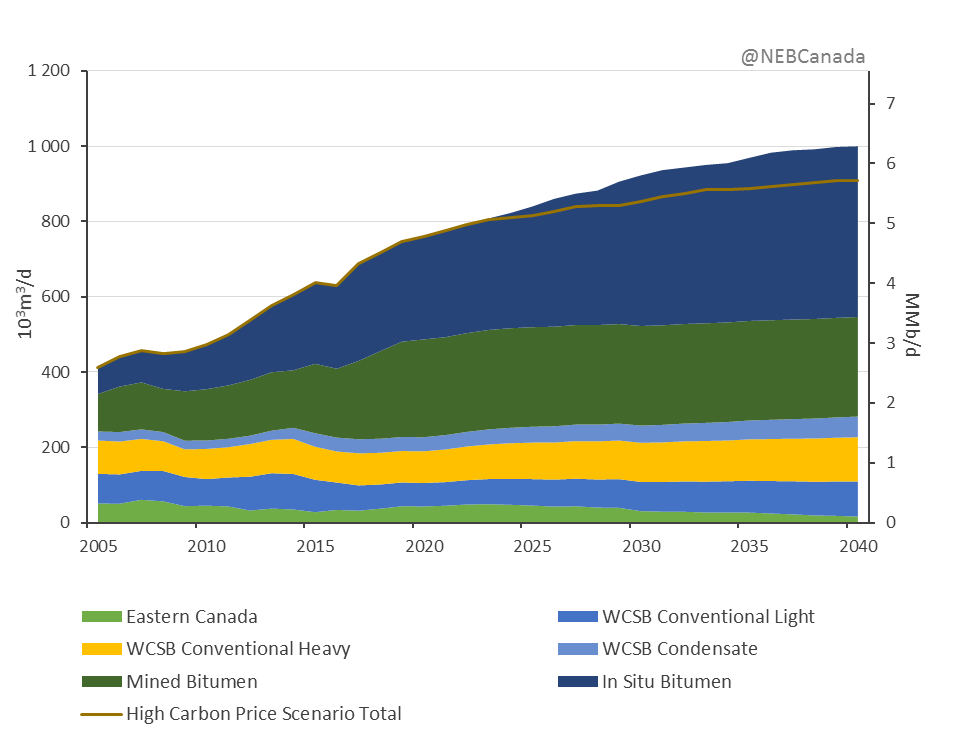 @NEBCanada
1 200
1 000
800
600
400
200
0
10³m³/d
7
6
5
4
3
2
1
0
MMb/d
2005 2010 2015 2020 2025 2030 2035 2040
Eastern Canada
WCSB Conventional Light
WCSB Conventional Heavy
WCSB Condensate
Mined Bitumen
In Situ Bitumen
High Carbon Price Scenario Total